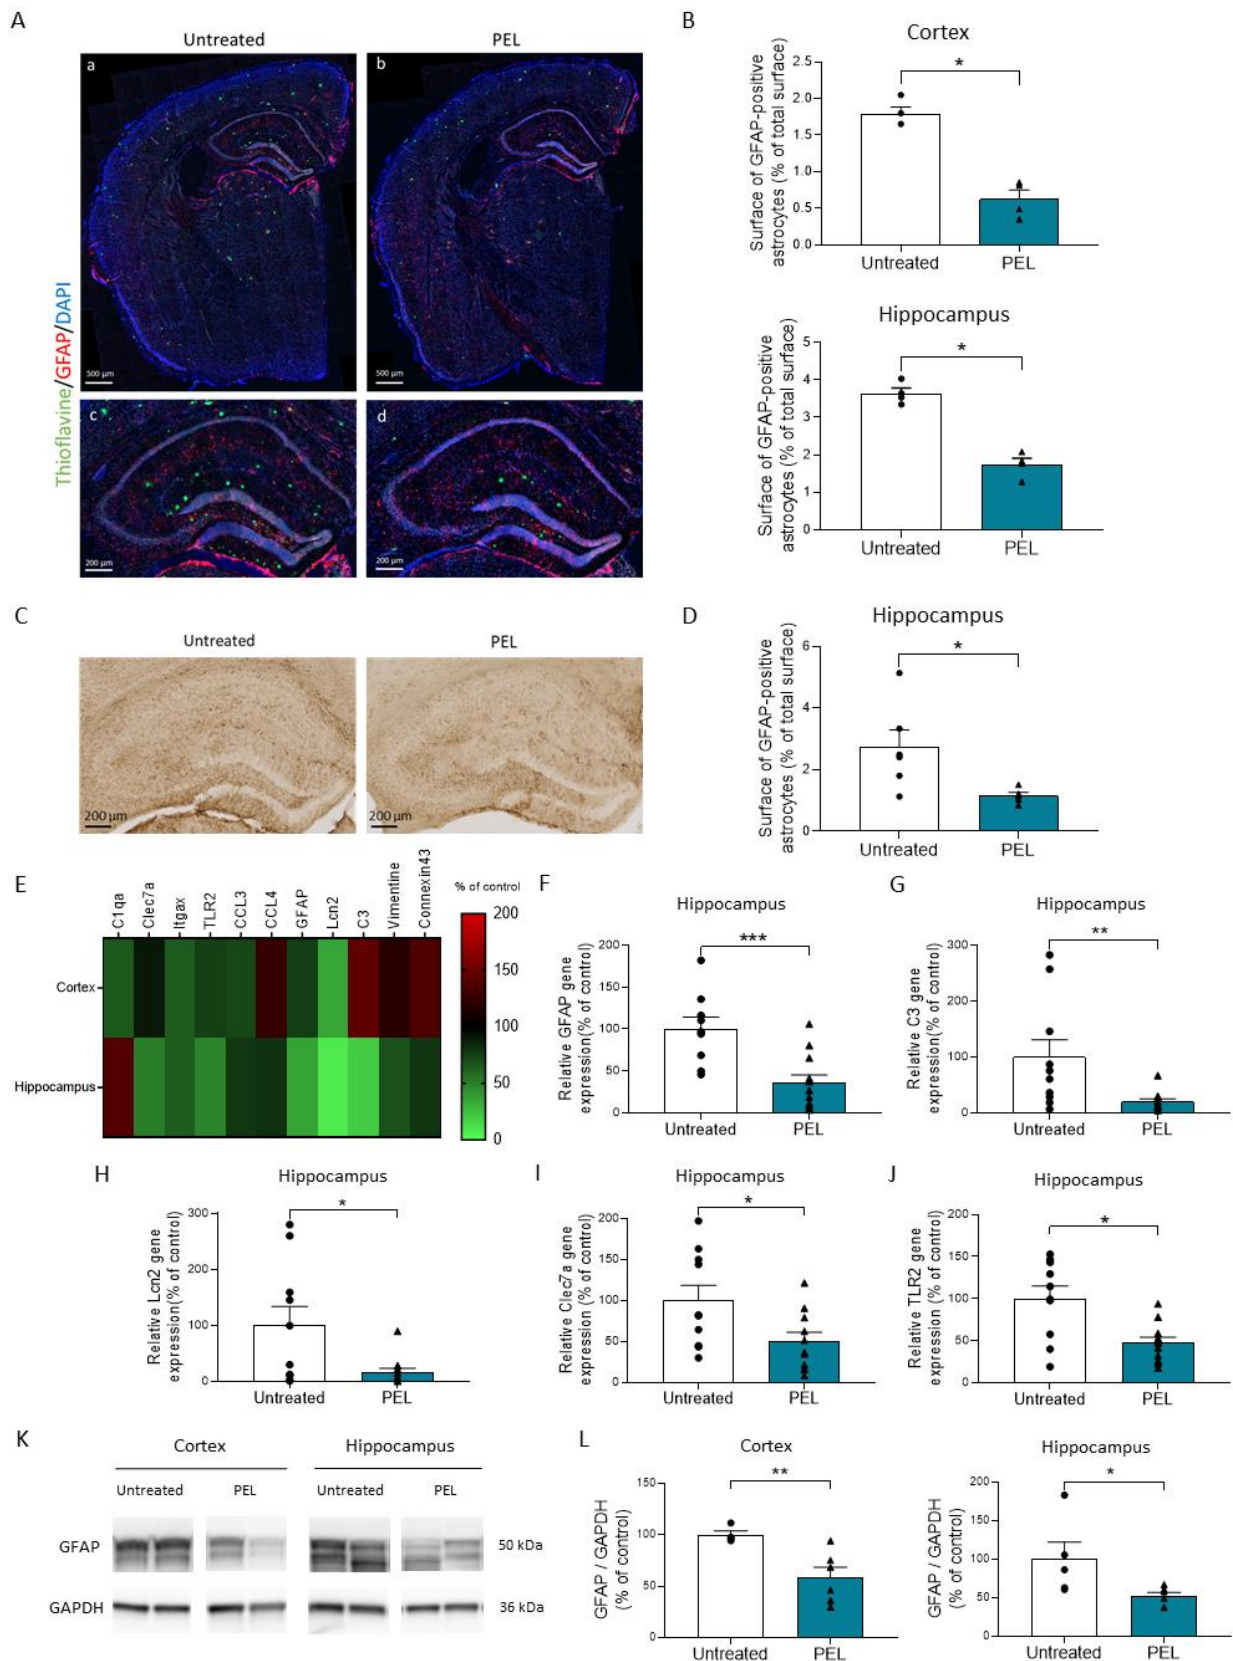 A
Untreated
PEL
Thioflavine/GFAP/DAPI
a
500 µm
b
500 µm
c
200 µm
d
200 µm
B
Cortex
Surface of GFAP-positive
astrocytes (% of total surface)
2.5
2.0
1.5
1.0
0.5
0.0
*
Untreated
PEL
Hippocampus
Surface of GFAP-positive
astrocytes (% of total surface)
5
4
3
2
1
0
*
Untreated
PEL
C
Untreated
PEL
200 µm
200 µm
D
Hippocampus
Surface of GFAP-positive
astrocytes (% of total surface)
6
4
2
0
*
Untreated
PEL
E
C1qa
Clec7a
Itgax
TLR2
CCL3
CCL4
GFAP
Lcn2
C3
Vimentine
Connexin43
Cortex
Hippocampus
% of control
200
150
100
50
0
F
Hippocampus
Relative GFAP gene
expression(% of control)
200
150
100
50
0
***
Untreated
PEL
G
Hippocampus
Relative C3 gene
expression(% of control)
300
200
100
0
**
Untreated
PEL
H
Hippocampus
Relative Lcn2 gene
expression(% of control)
300
200
100
0
*
Untreated
PEL
I
Hippocampus
Relative Clec7a gene
expression (% of control)
200
150
100
50
0
*
Untreated
PEL
J
Hippocampus
Relative TLR2 gene
expression (% of control)
200
150
100
50
0
*
Untreated
PEL
K
Cortex
Hippocampus
Untreated
PEL
Untreated
PEL
GFAP
50 kDa
GAPDH
36 kDa
L
Cortex
GFAP / GAPDH
(% of control)
150
100
50
0
**
Untreated
PEL
Hippocampus
GFAP / GAPDH
(% of control)
200
150
100
50
0
*
Untreated
PEL